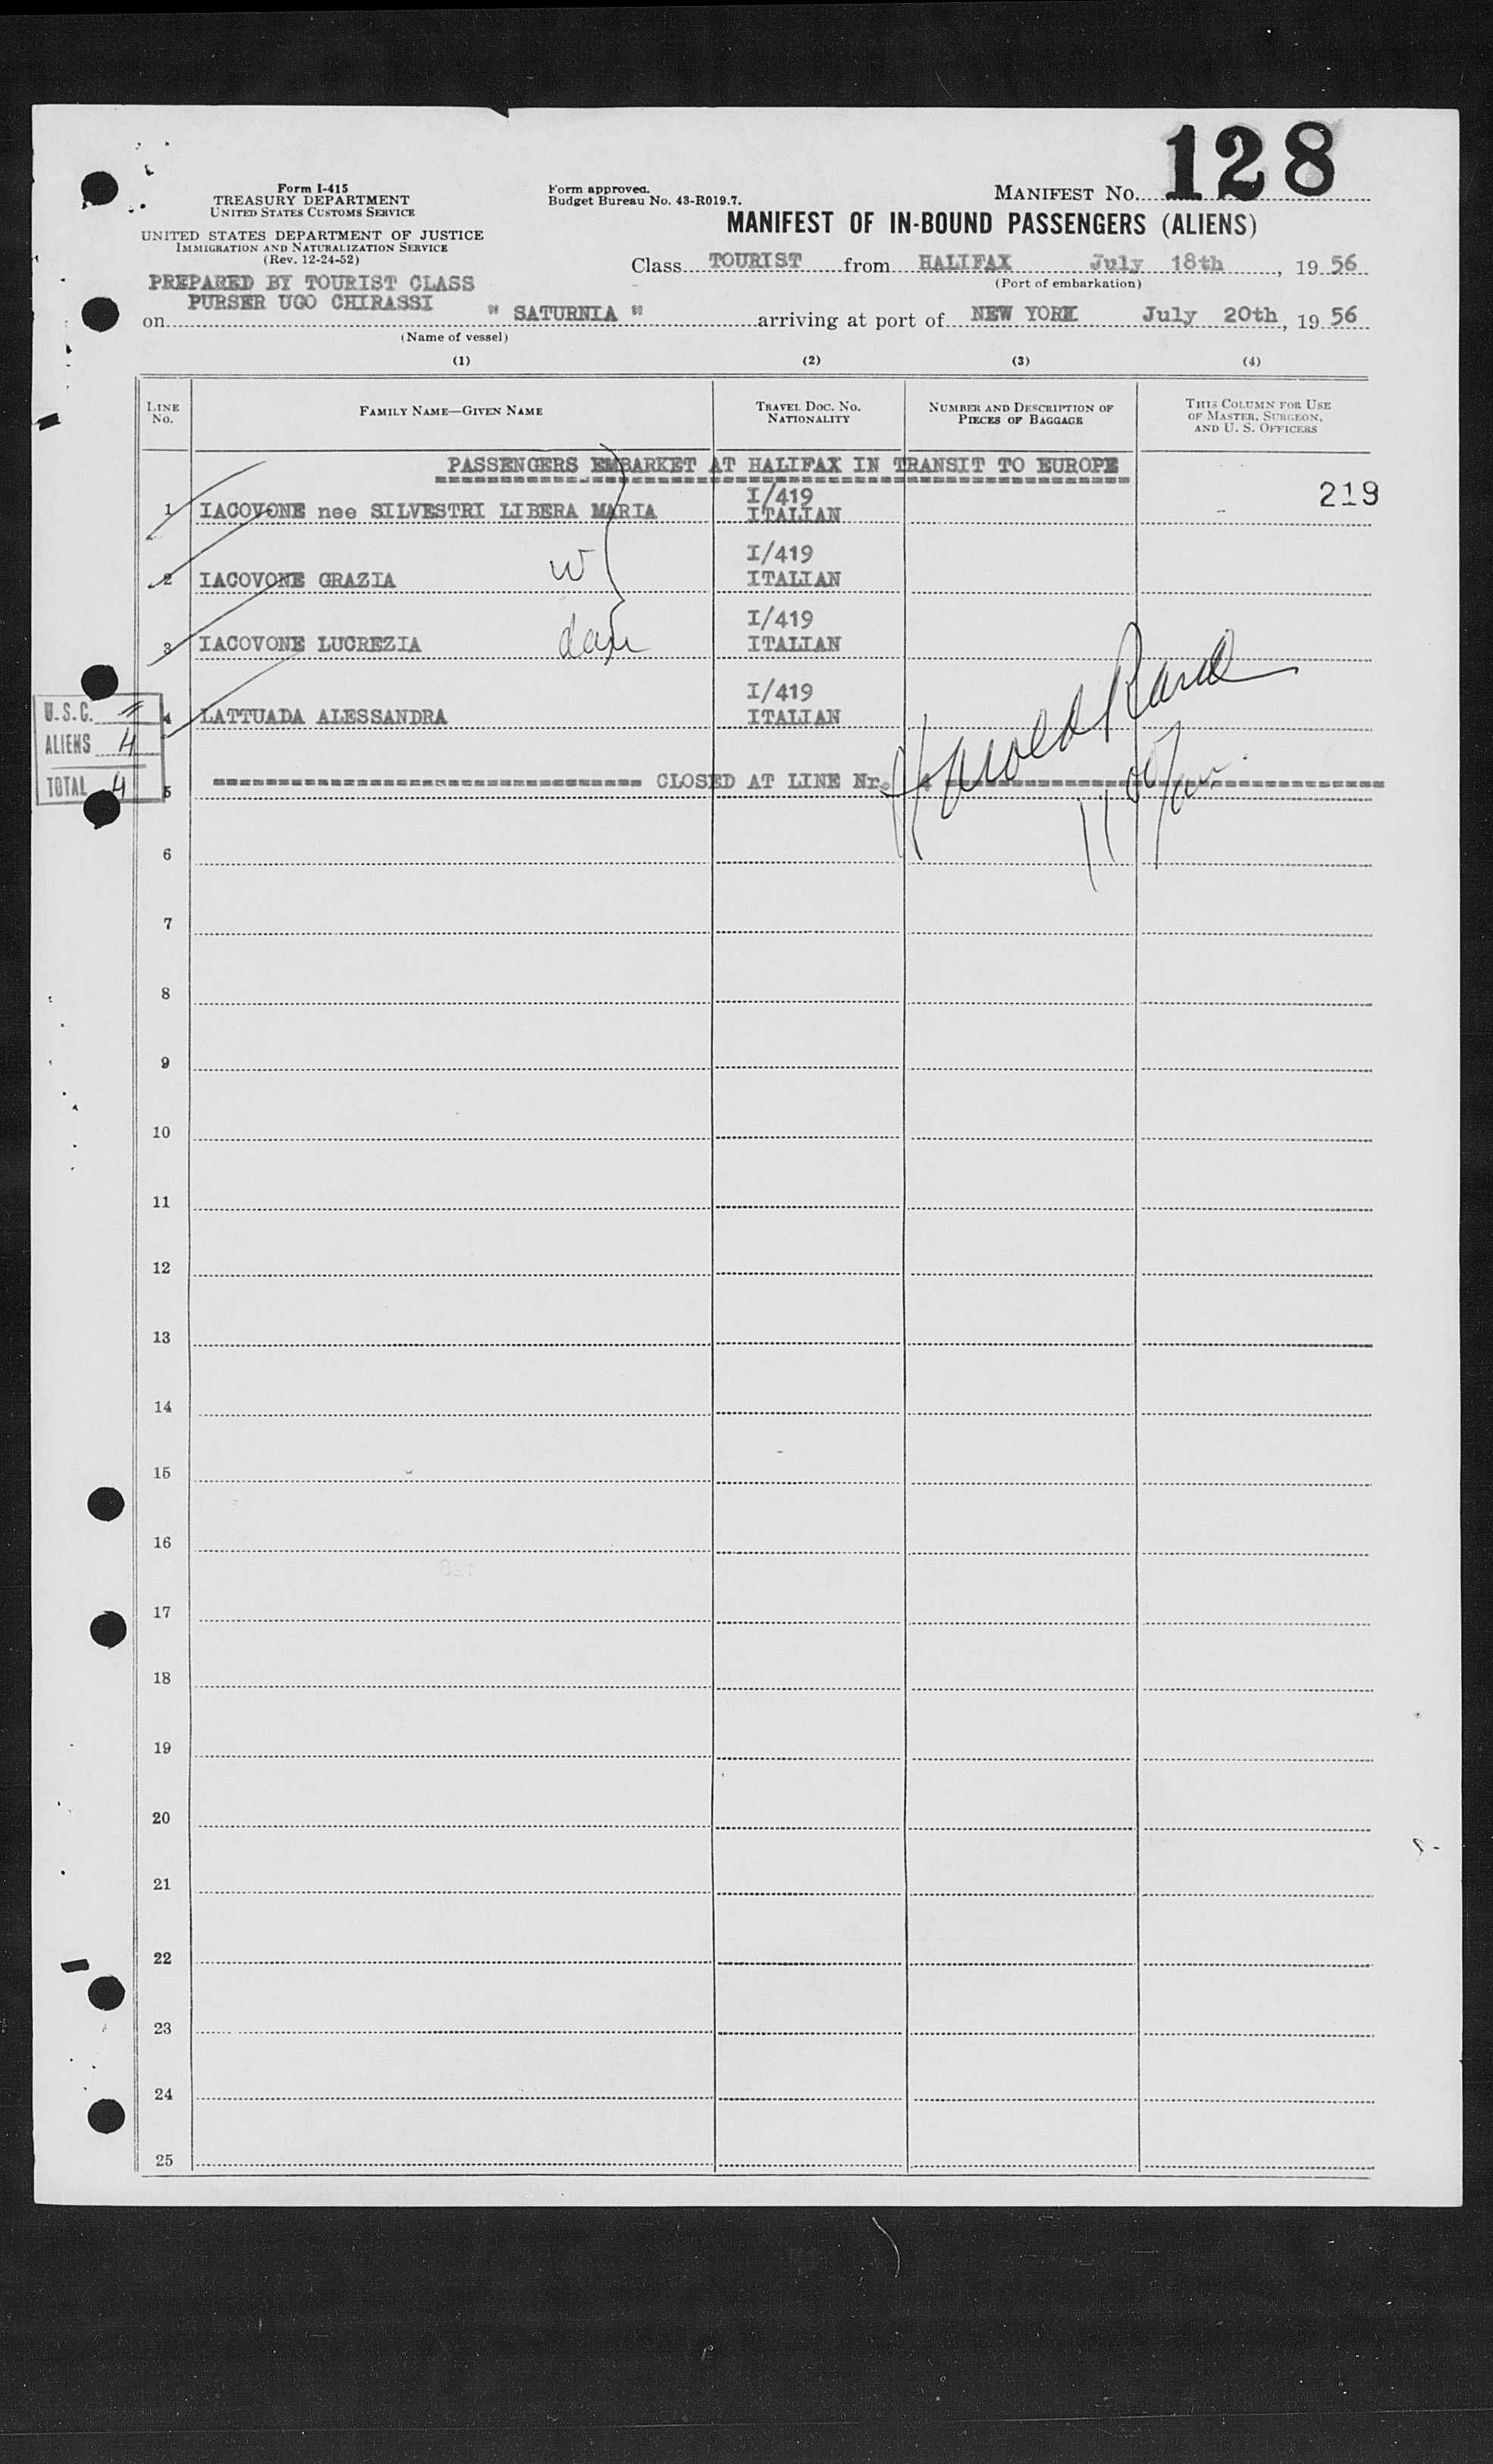 128
Form I-415
TREASURY DEPARTMENT
UNITED STATES CUSTOMS SERVICE
Form approved.
Budget Bureau No. 43-R019.7.
MANIFEST No.
MANIFEST OF IN-BOUND PASSENGERS (ALIENS)
UNITED STATES DEPARTMENT OF JUSTICE
IMMIGRATION AND NATURALIZATION SERVICE
(Rev. 12-24-52)
Class TOURIST from HALIFAX July 18th, 1956
(Port of embarkation)
PREPARED BY TOURIST CLASS
PURSER UGO CHIRASSI
on " SATURNIA " arriving at port of NEW YORK July 20th, 1956
(Name of vessel)
(1) (2) (3) (4)
LINE No.
FAMILY NAME—GIVEN NAME
TRAVEL DOC. No. NATIONALITY
NUMBER AND DESCRIPTION OF PIECES OF BAGGAGE
THIS COLUMN FOR USE OF MASTER, SURGEON, AND U. S. OFFICERS
PASSENGERS EMBARKET AT HALIFAX IN TRANSIT TO EUROPE
I/419 219
1 IACOVONE nee SILVESTRI LIBERA MARIA ITALIAN
I/419
2 IACOVONE GRAZIA W ITALIAN
I/419
3 IACOVONE LUCREZIA ITALIAN
I/419
4 LATTUADA ALESSANDRA ITALIAN
U.S.C.
ALIENS 4
TOTAL 4
5 CLOSED AT LINE Nr. 4
Harold
6
7
8
9
10
11
12
13
14
15
16
17
18
19
20
21
22
23
24
25